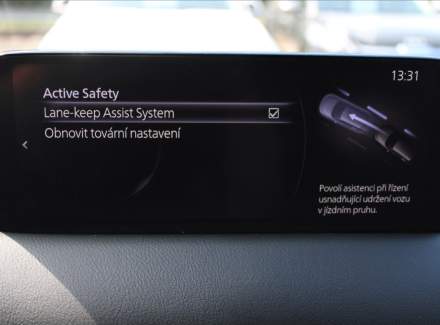 13:31
Active Safety
Lane-keep Assist System
Obnovit tovární nastavení
Povolí asistenci při řízení
usnadňující udržení vozu
v jízdním pruhu.